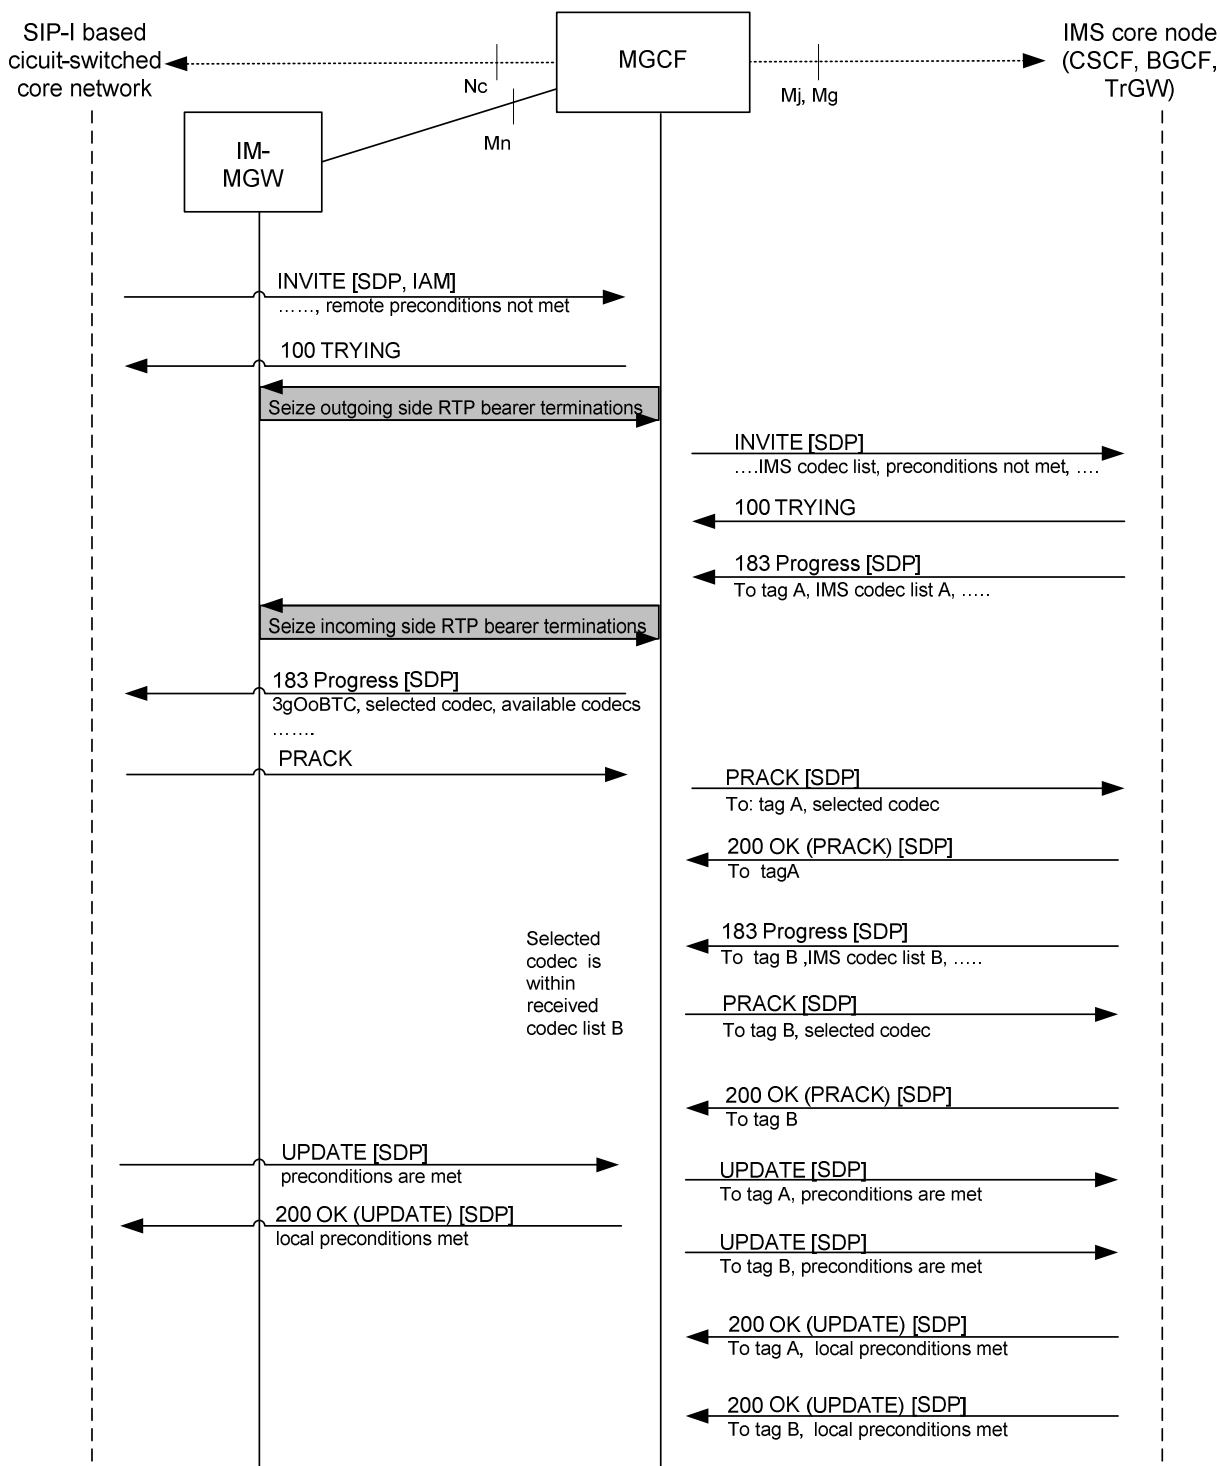 SIP-I based
cicuit-switched
core network
MGCF
IMS core node
(CSCF, BGCF,
TrGW)
Nc
Mj, Mg
Mn
IM-
MGW
INVITE [SDP, IAM]
……, remote preconditions not met
100 TRYING
Seize outgoing side RTP bearer terminations
INVITE [SDP]
….IMS codec list, preconditions not met, ….
100 TRYING
183 Progress [SDP]
To tag A, IMS codec list A, …..
Seize incoming side RTP bearer terminations
183 Progress [SDP]
3gOoBTC, selected codec, available codecs
…….
PRACK
PRACK [SDP]
To: tag A, selected codec
200 OK (PRACK) [SDP]
To tagA
183 Progress [SDP]
To tag B ,IMS codec list B, …..
Selected
codec is
within
received
codec list B
PRACK [SDP]
To tag B, selected codec
200 OK (PRACK) [SDP]
To tag B
UPDATE [SDP]
preconditions are met
UPDATE [SDP]
To tag A, preconditions are met
200 OK (UPDATE) [SDP]
local preconditions met
UPDATE [SDP]
To tag B, preconditions are met
200 OK (UPDATE) [SDP]
To tag A, local preconditions met
200 OK (UPDATE) [SDP]
To tag B, local preconditions met